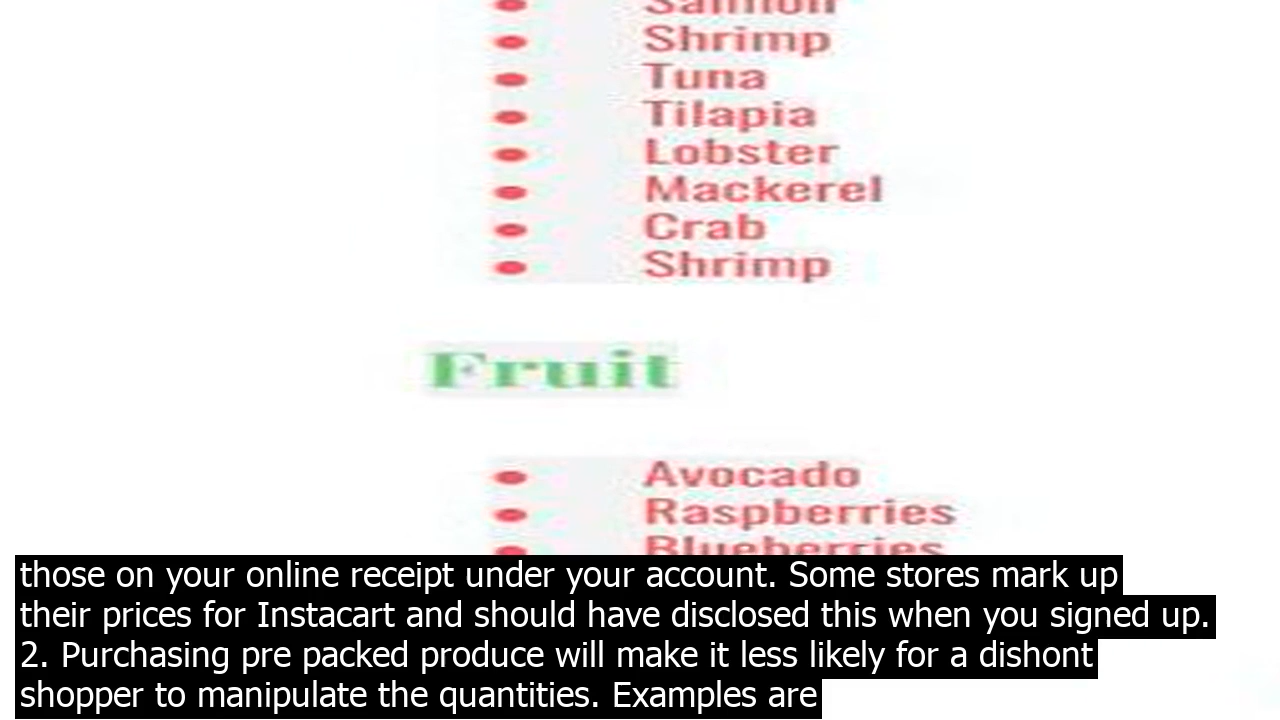 Salmon
Shrimp
Tuna
Tilapia
Lobster
Mackerel
Crab
Shrimp
Fruit
Avocado
Raspberries
Blueberries
those on your online receipt under your account. Some stores mark up
their prices for Instacart and should have disclosed this when you signed up.
2. Purchasing pre packed produce will make it less likely for a dishont
shopper to manipulate the quantities. Examples are